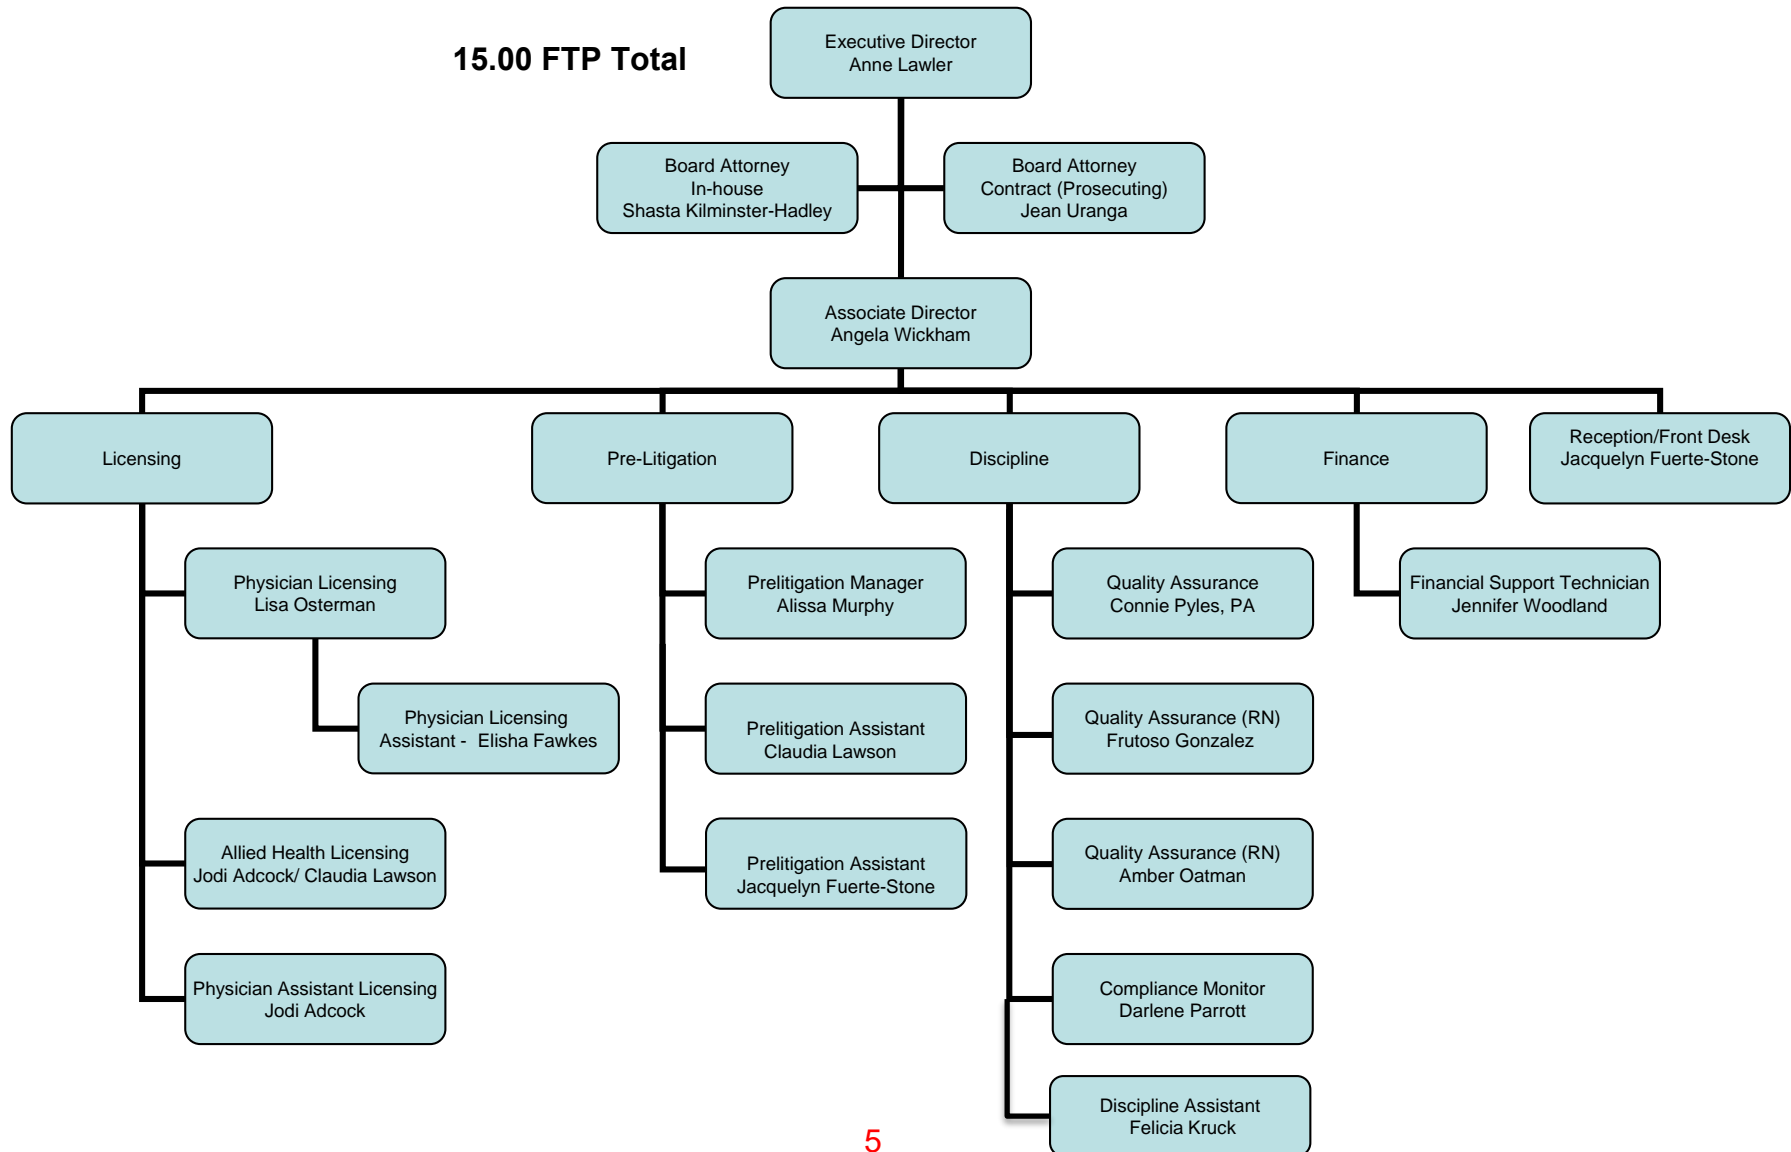 15.00 FTP Total
Executive Director
Anne Lawler
Board Attorney
In-house
Shasta Kilminster-Hadley
Board Attorney
Contract (Prosecuting)
Jean Uranga
Associate Director
Angela Wickham
Licensing
Pre-Litigation
Discipline
Finance
Reception/Front Desk
Jacquelyn Fuerte-Stone
Physician Licensing
Lisa Osterman
Physician Licensing
Assistant - Elisha Fawkes
Allied Health Licensing
Jodi Adcock/ Claudia Lawson
Physician Assistant Licensing
Jodi Adcock
Prelitigation Manager
Alissa Murphy
Prelitigation Assistant
Claudia Lawson
Prelitigation Assistant
Jacquelyn Fuerte-Stone
Quality Assurance
Connie Pyles, PA
Quality Assurance (RN)
Frutoso Gonzalez
Quality Assurance (RN)
Amber Oatman
Compliance Monitor
Darlene Parrott
Discipline Assistant
Felicia Kruck
Financial Support Technician
Jennifer Woodland
5